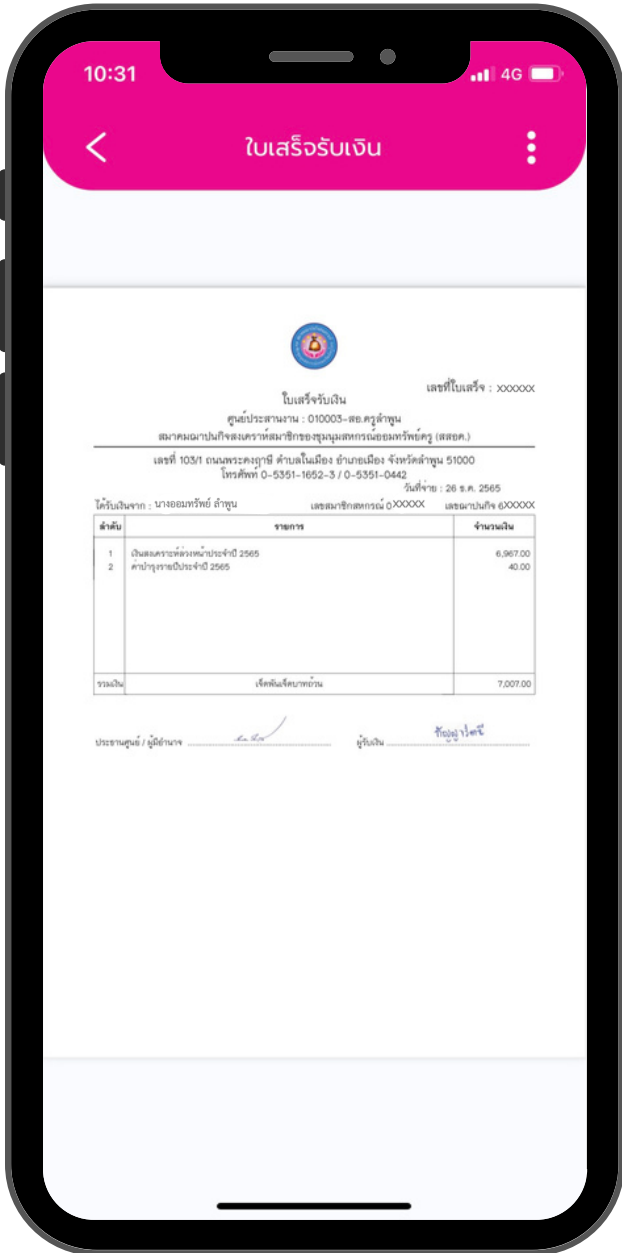 10:31
4G
ใบเสร็จรับเงิน
เลขที่ใบเสร็จ : xxxxxx
ใบเสร็จรับเงิน
ศูนย์ประสานงาน : 010003-สอ.ครูลำพูน
สมาคมฌาปนกิจสงเคราะห์สมาชิกของชุมนุมสหกรณ์ออมทรัพย์ครู (สสอค.)
เลขที่ 103/1 ถนนพระคงฤาษี ตำบลในเมือง อำเภอเมือง จังหวัดลำพูน 51000
โทรศัพท์ 0-5351-1652-3 / 0-5351-0442
วันที่จ่าย : 26 ธ.ค. 2565
ได้รับเงินจาก : นางออมทรัพย์ ลำพูน เลขสมาชิกสหกรณ์ 0XXXXX เลขฌาปนกิจ 6XXXXX
ลำดับ รายการ จำนวนเงิน
1 เงินสงเคราะห์ล่วงหน้าประจำปี 2565 6,967.00
2 ค่าบำรุงรายปีประจำปี 2565 40.00
รวมเงิน เจ็ดพันเจ็ดบาทถ้วน 7,007.00
ประธานศูนย์ / ผู้มีอำนาจ ผู้รับเงิน